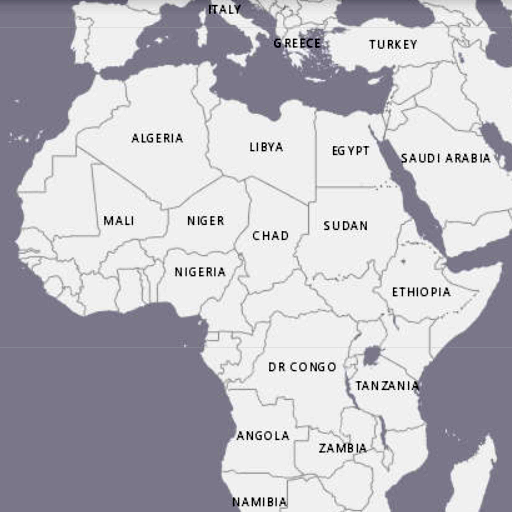 ITALY
GREECE
TURKEY
ALGERIA
LIBYA
EGYPT
SAUDI ARABIA
MALI
NIGER
CHAD
SUDAN
NIGERIA
ETHIOPIA
DR CONGO
TANZANIA
ANGOLA
ZAMBIA
NAMIBIA